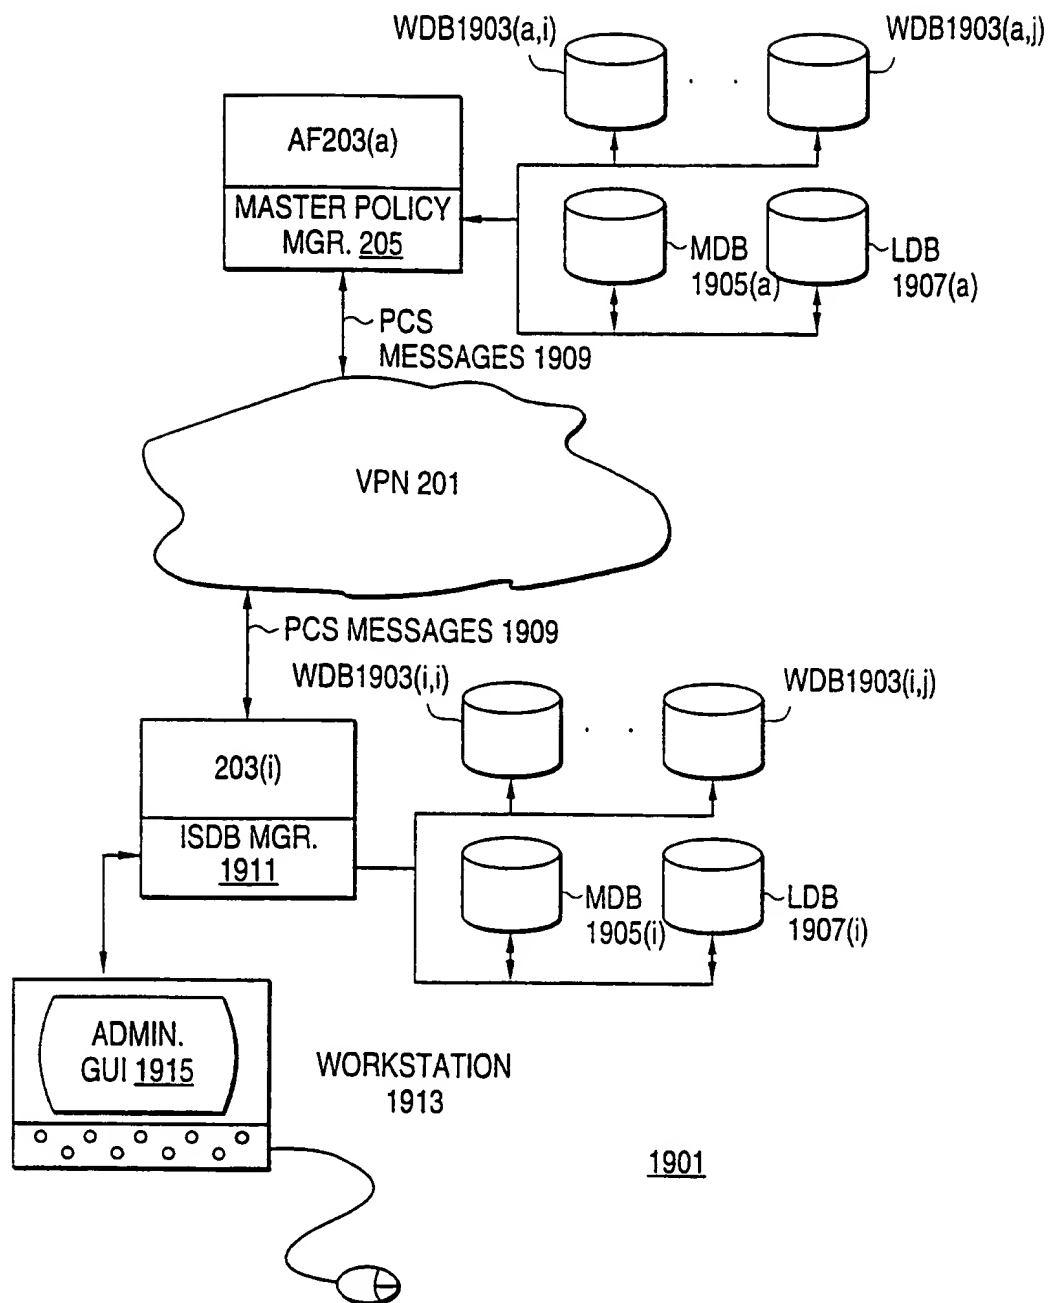 WDB1903(a,i)
WDB1903(a,j)
AF203(a)
MASTER POLICY
MGR. 205
MDB
1905(a)
LDB
1907(a)
PCS
MESSAGES 1909
VPN 201
PCS MESSAGES 1909
WDB1903(i,i)
WDB1903(i,j)
203(i)
ISDB MGR.
1911
MDB
1905(i)
LDB
1907(i)
ADMIN.
GUI 1915
WORKSTATION
1913
1901